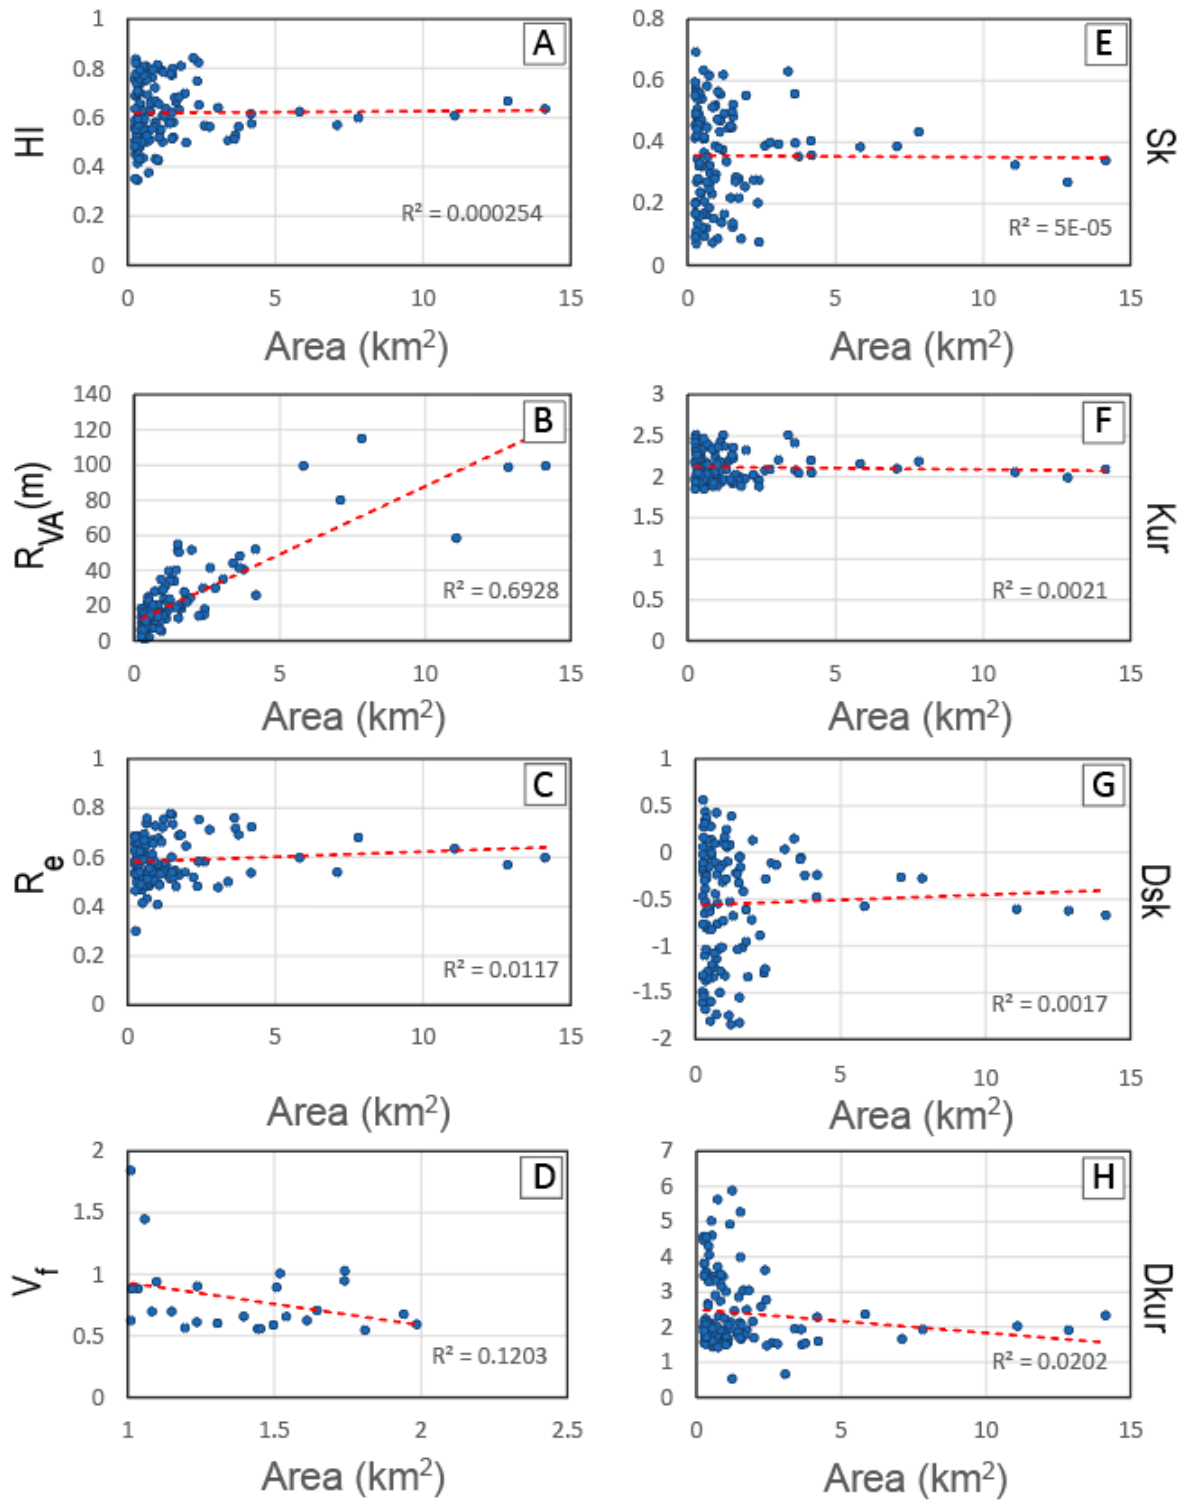 A
HI
1
0.8
0.6
0.4
0.2
0
R² = 0.000254
0 5 10 15
Area (km²)
E
Sk
0.8
0.6
0.4
0.2
0
R² = 5E-05
0 5 10 15
Area (km²)
B
R_VA(m)
140
120
100
80
60
40
20
0
R² = 0.6928
0 5 10 15
Area (km²)
F
Kur
3
2.5
2
1.5
1
0.5
0
R² = 0.0021
0 5 10 15
Area (km²)
C
R_e
1
0.8
0.6
0.4
0.2
0
R² = 0.0117
0 5 10 15
Area (km²)
G
Dsk
1
0.5
0
-0.5
-1
-1.5
-2
R² = 0.0017
0 5 10 15
Area (km²)
D
V_f
2
1.5
1
0.5
0
R² = 0.1203
1 1.5 2 2.5
Area (km²)
H
Dkur
7
6
5
4
3
2
1
0
R² = 0.0202
0 5 10 15
Area (km²)